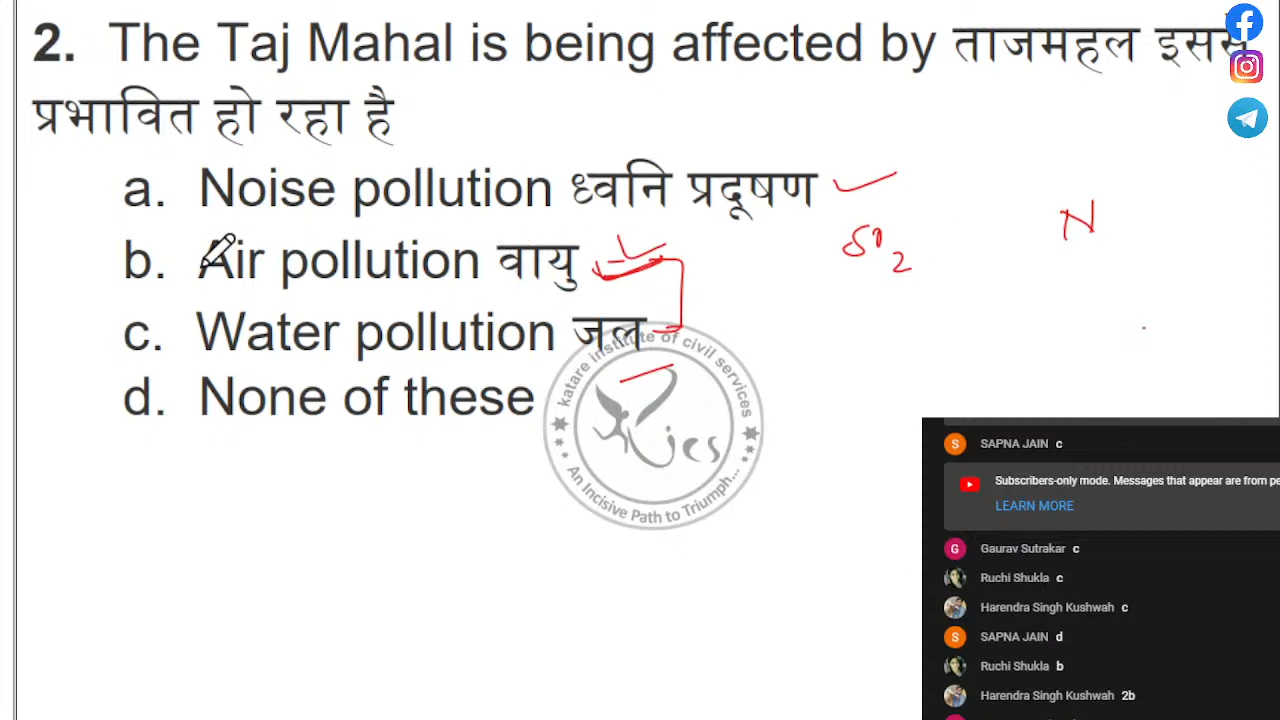 2. The Taj Mahal is being affected by ताजमहल इससे
प्रभावित हो रहा है
a. Noise pollution ध्वनि प्रदूषण
b. Air pollution वायु
c. Water pollution जल
d. None of these
SO2
N
katare institute of civil services
ics
An Incisive Path to Triumph...
S SAPNA JAIN c
Subscribers-only mode. Messages that appear are from pe
LEARN MORE
G Gaurav Sutrakar c
Ruchi Shukla c
Harendra Singh Kushwah c
S SAPNA JAIN d
Ruchi Shukla b
Harendra Singh Kushwah 2b